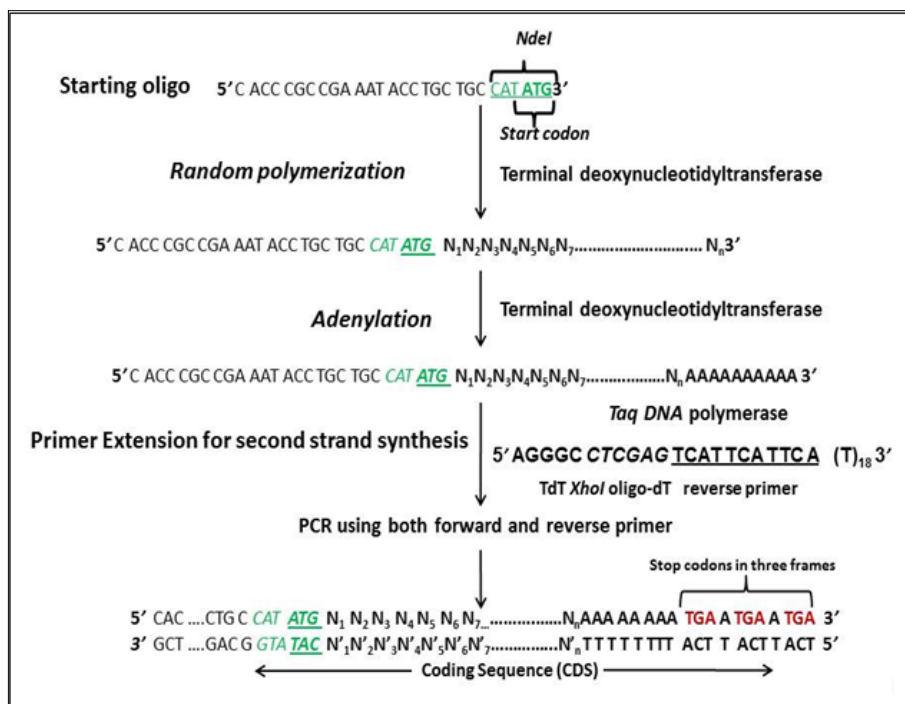 NdeI
Starting oligo 5′C ACC CGC CGA AAT ACC TGC TGC CAT ATG3′
Start codon
Random polymerization Terminal deoxynucleotidyltransferase
5′C ACC CGC CGA AAT ACC TGC TGC CAT ATG N₁N₂N₃N₄N₅N₆N₇............................ Nₙ3′
Adenylation Terminal deoxynucleotidyltransferase
5′C ACC CGC CGA AAT ACC TGC TGC CAT ATG N₁N₂N₃N₄N₅N₆N₇...................Nₙ AAAAAAAAAA 3′
Taq DNA polymerase
Primer Extension for second strand synthesis
5′ AGGGC CTCGAG TCATTCATTCA (T)₁₈ 3′
TdT XhoI oligo-dT reverse primer
PCR using both forward and reverse primer
Stop codons in three frames
5′ CAC ....CTGC CAT ATG N₁ N₂ N₃ N₄ N₅ N₆ N₇...................NₙAAA AAA AA TGA A TGA A TGA 3′
3′ GCT ....GAC G GTA TAC N′₁N′₂N′₃N′₄N′₅N′₆N′₇................N′ₙTTTTTTTT ACT T ACTTACT 5′
Coding Sequence (CDS)